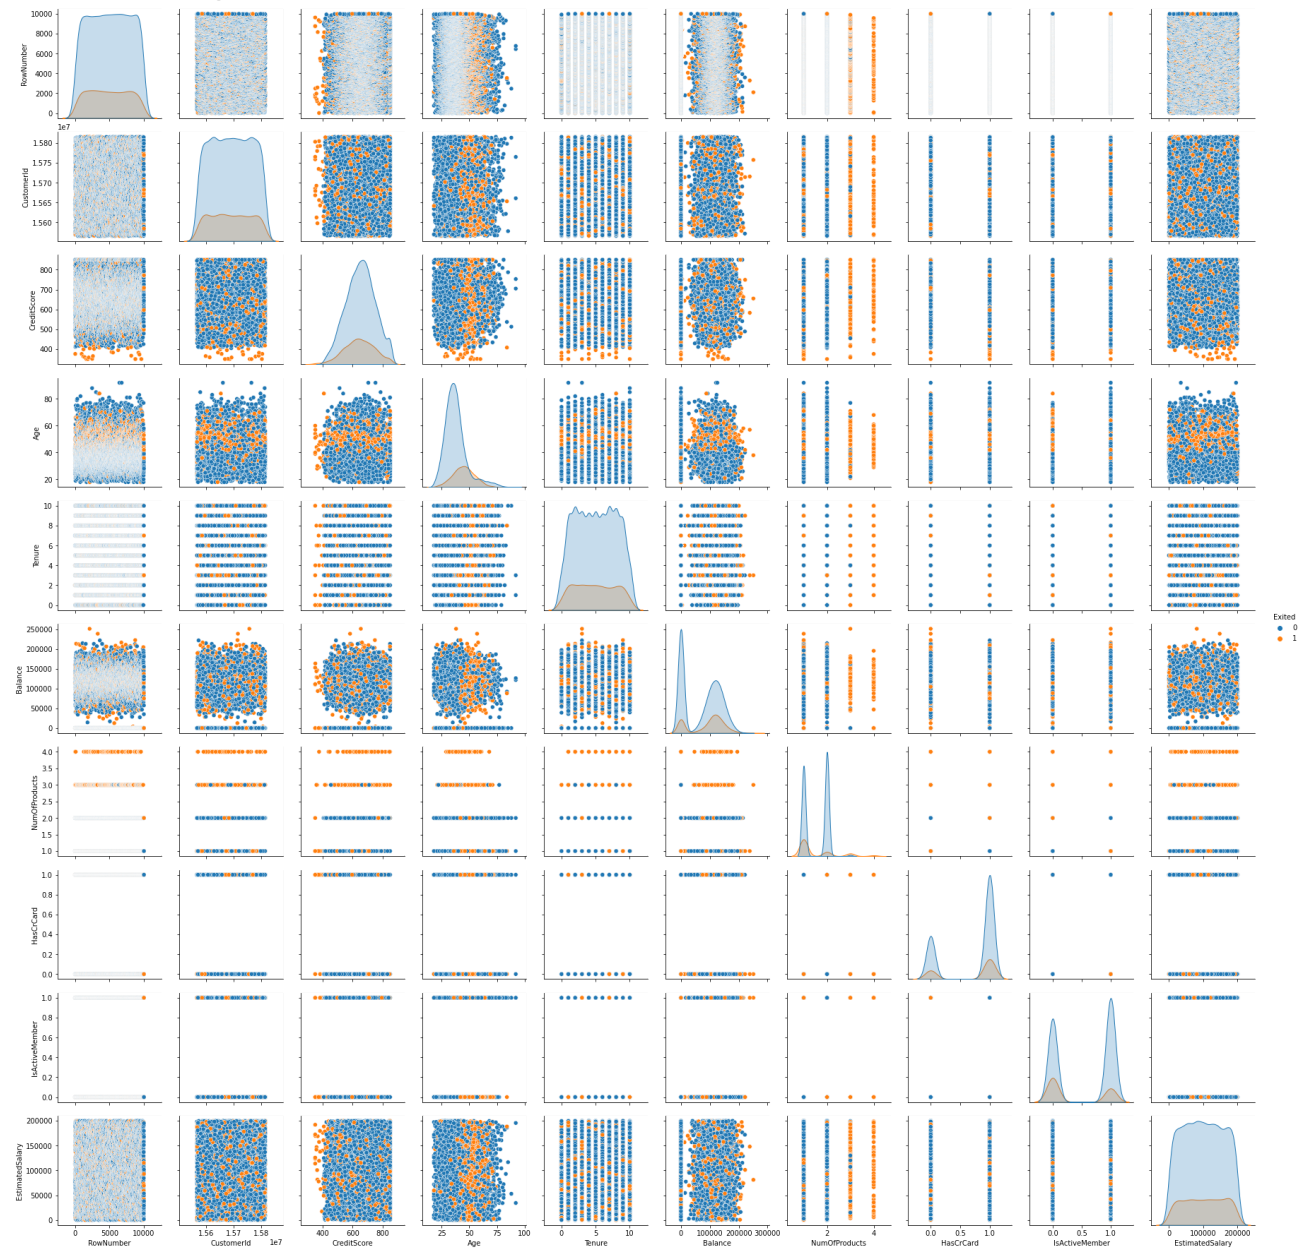 10000
8000
6000
4000
2000
0
RowNumber
1e7
1.580
1.575
1.570
1.565
1.560
CustomerId
800
700
600
500
400
CreditScore
80
60
40
20
Age
10
8
6
4
2
0
Tenure
250000
200000
150000
100000
50000
0
Balance
Exited
0
1
4.0
3.5
3.0
2.5
2.0
1.5
1.0
NumOfProducts
1.0
0.8
0.6
0.4
0.2
0.0
HasCrCard
1.0
0.8
0.6
0.4
0.2
0.0
IsActiveMember
200000
150000
100000
50000
0
EstimatedSalary
0 5000 10000
RowNumber
1.56 1.57 1.58
1e7
CustomerId
400 600 800
CreditScore
25 50 75 100
Age
0 5 10
Tenure
0 100000 200000 300000
Balance
2 4
NumOfProducts
0.0 0.5 1.0
HasCrCard
0.0 0.5 1.0
IsActiveMember
0 100000 200000
EstimatedSalary